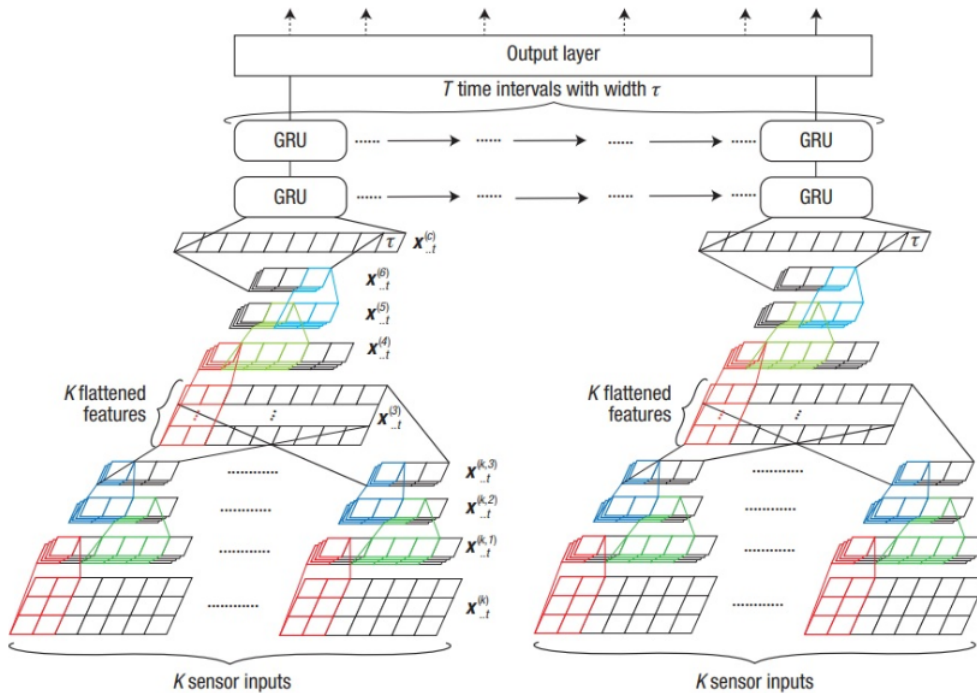 Output layer
T time intervals with width τ
GRU ...... ...... ...... ...... GRU
GRU ...... ...... ...... ...... GRU
τ x..t(c) τ
x..t(6)
x..t(5)
x..t(4)
K flattened features
K flattened features
x..t(3)
x..t(k,3)
x..t(k,2)
x..t(k,1)
x..t(k)
K sensor inputs
K sensor inputs